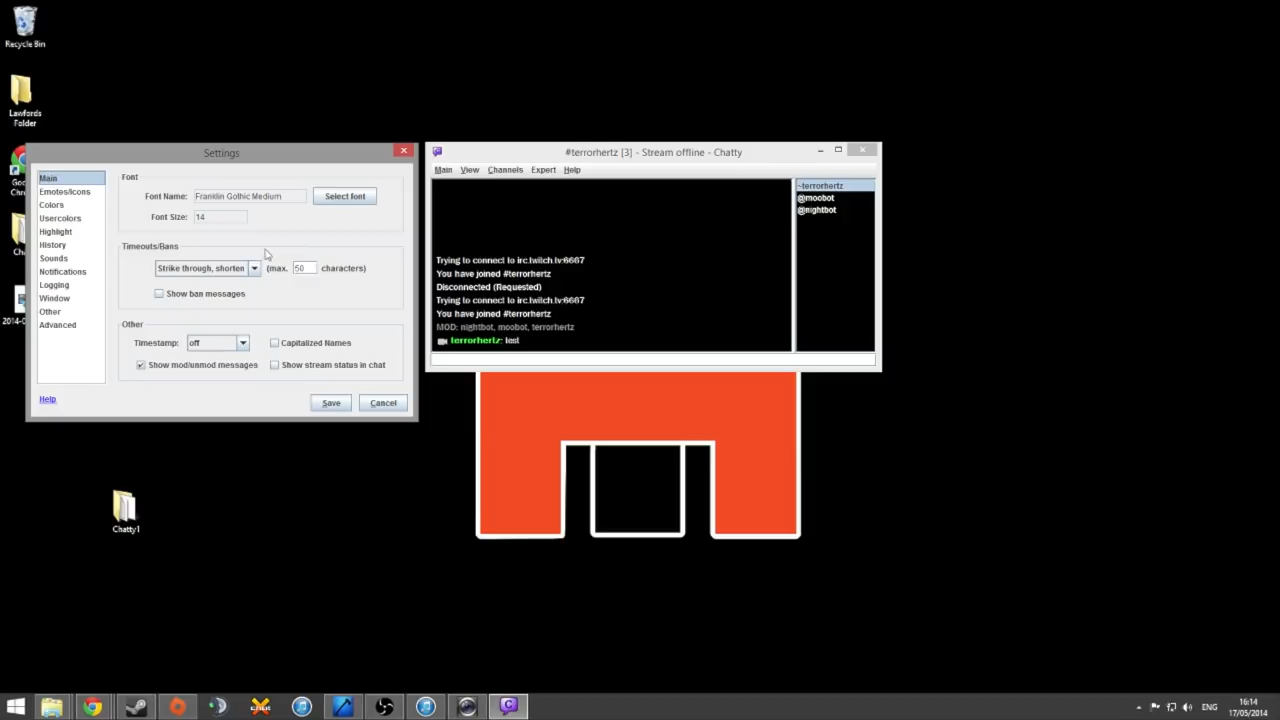 Recycle Bin
Lawfords
Folder
Settings
Main
Emotes/Icons
Colors
Usercolors
Highlight
History
Sounds
Notifications
Logging
Window
Other
Advanced
Help
Font
Font Name: Franklin Gothic Medium Select font
Font Size: 14
Timeouts/Bans
Strike through, shorten (max. 50 characters)
Show ban messages
Other
Timestamp: off Capitalized Names
Show mod/unmod messages Show stream status in chat
Save Cancel
#terrorhertz [3] - Stream offline - Chatty
Main View Channels Expert Help
Trying to connect to irc.twitch.tv:6667
You have joined #terrorhertz
Disconnected (Requested)
Trying to connect to irc.twitch.tv:6667
You have joined #terrorhertz
MOD: nightbot, moobot, terrorhertz
terrorhertz: test
~terrorhertz
@moobot
@nightbot
Chatty1
ENG
16:14
17/05/2014